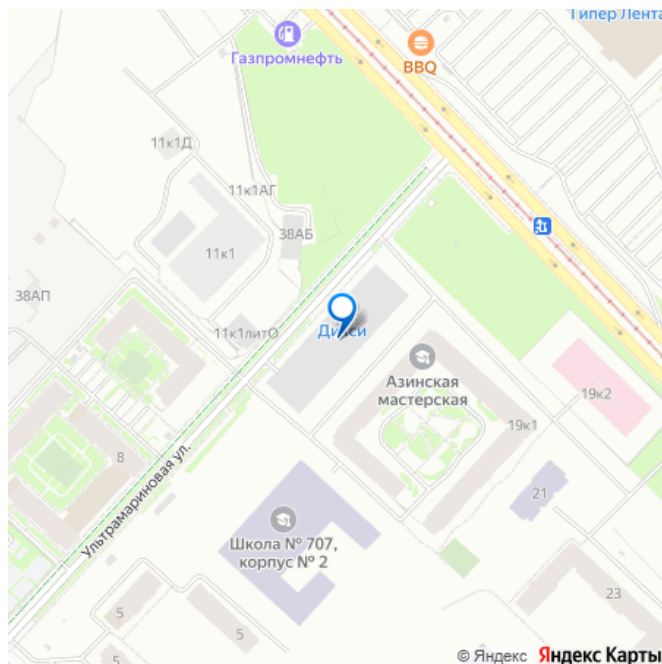 Гипер Лента
Газпромнефть
BBQ
11к1Д
11к1АГ
38АБ
11к1
38АП
11к1литО
Дикси
Азинская
мастерская
19к2
19к1
8
21
Ультрамариновая ул.
Школа № 707,
корпус № 2
23
5
5
5
© Яндекс Яндекс Карты